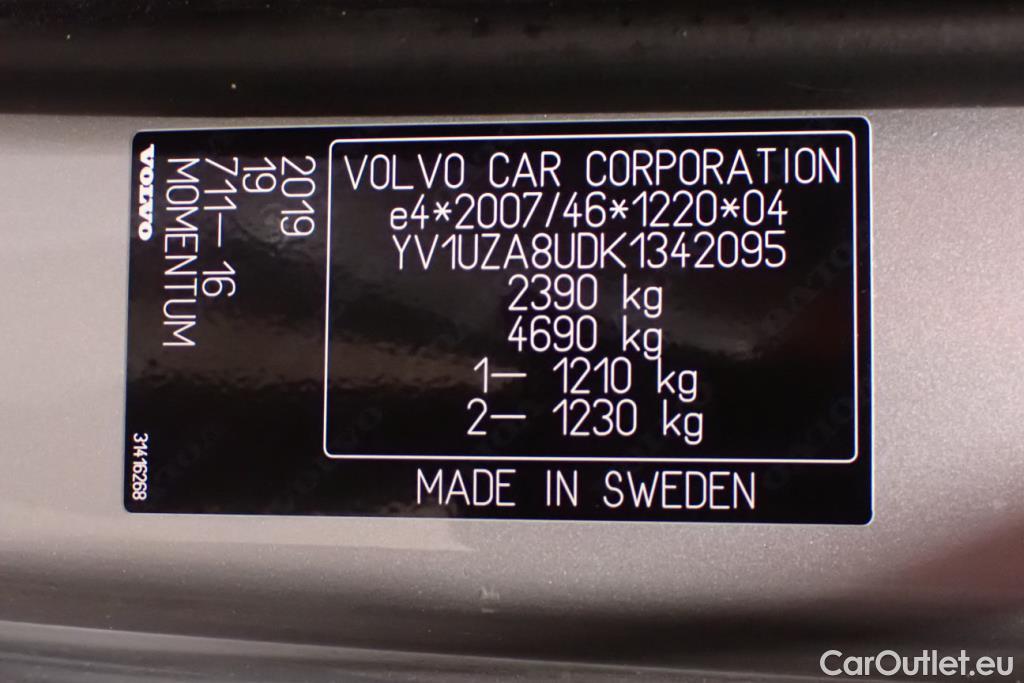 VOLVO
2019
19
711— 16
MOMENTUM
31416268
VOLVO CAR CORPORATION
e4*2007/46*1220*04
YV1UZA8UDK1342095
2390 kg
4690 kg
1— 1210 kg
2— 1230 kg
MADE IN SWEDEN
CarOutlet.eu